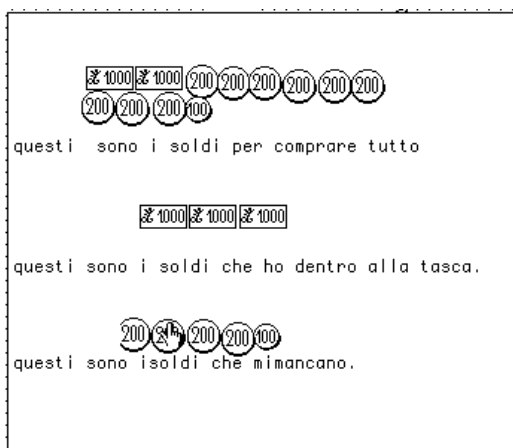 £ 1000 £ 1000 200 200 200 200 200 200
200 200 200 100
questi sono i soldi per comprare tutto
£ 1000 £ 1000 £ 1000
questi sono i soldi che ho dentro alla tasca.
200 200 200 100
questi sono isoldi che mimancano.